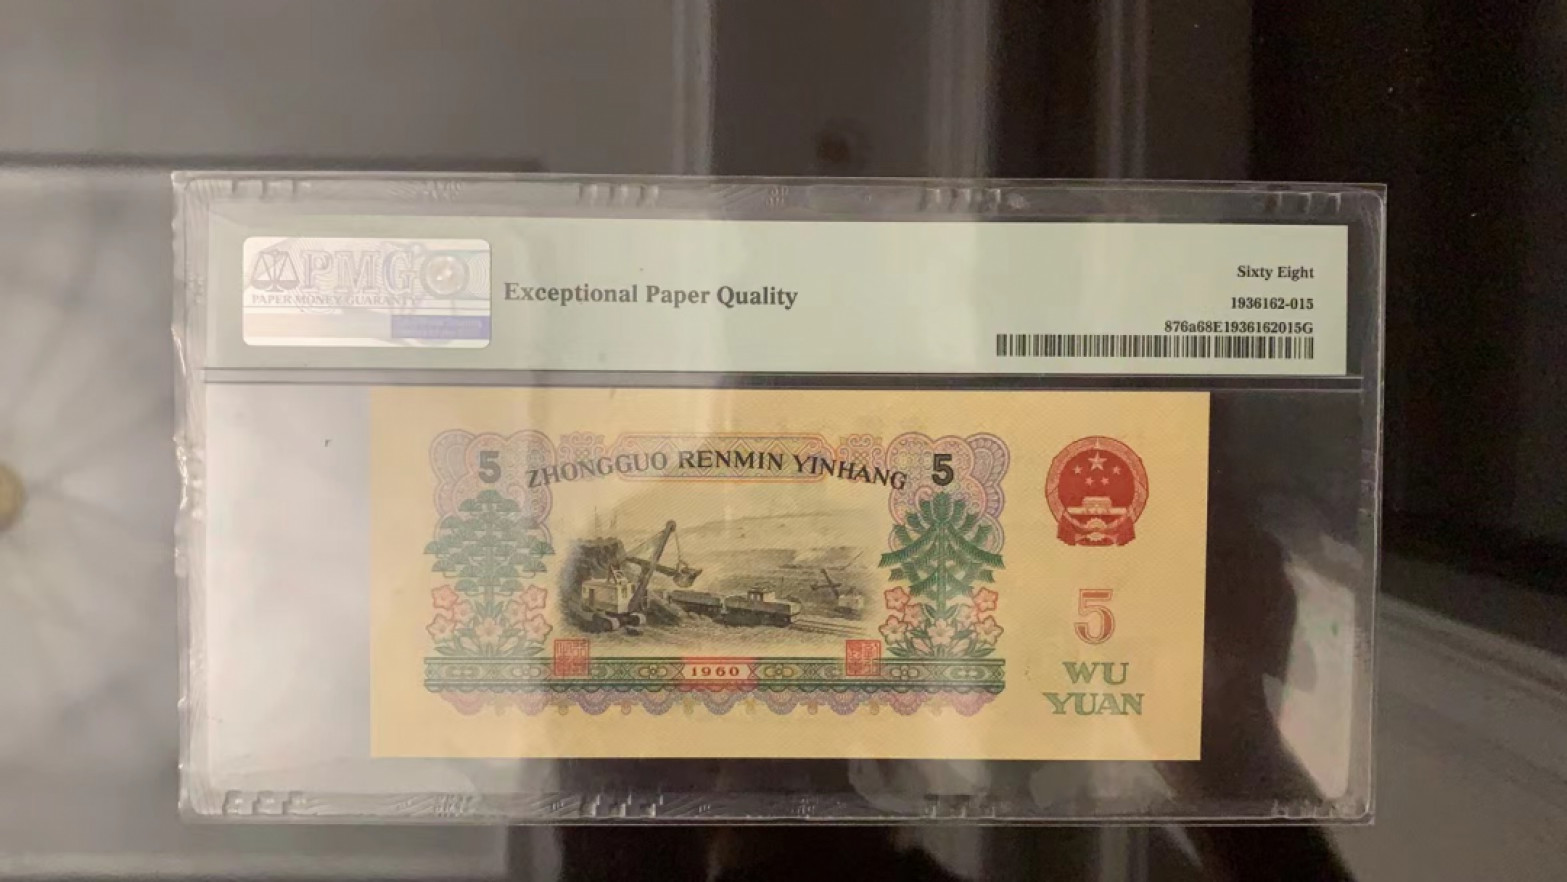 PMG
PAPER MONEY GUARANTY
Exceptional Paper Quality
Sixty Eight
1936162-015
876a68E1936162015G
5 ZHONGGUO RENMIN YINHANG 5
5
1960
WU
YUAN